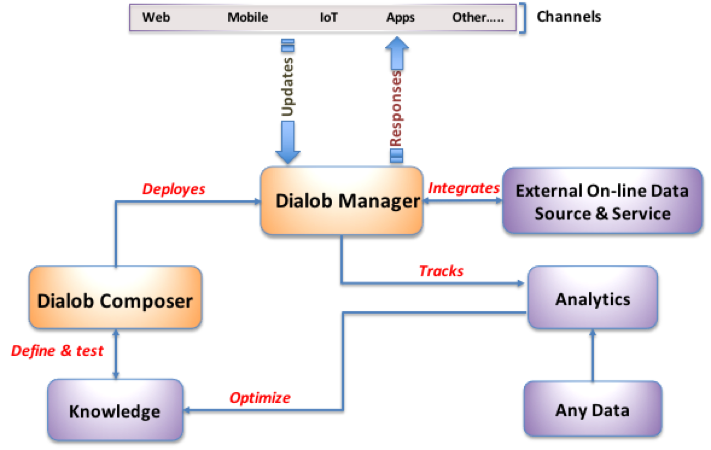 Web Mobile IoT Apps Other..... Channels
Updates
Responses
Deployes
Dialob Manager
Integrates
External On-line Data
Source & Service
Tracks
Dialob Composer
Analytics
Define & test
Optimize
Knowledge
Any Data